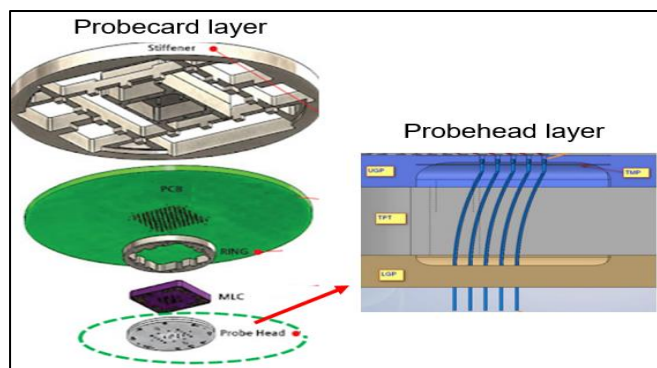 Probecard layer
Stiffener
PCB
RING
MLC
Probe Head
Probehead layer
UGP
TMP
TPT
LGP